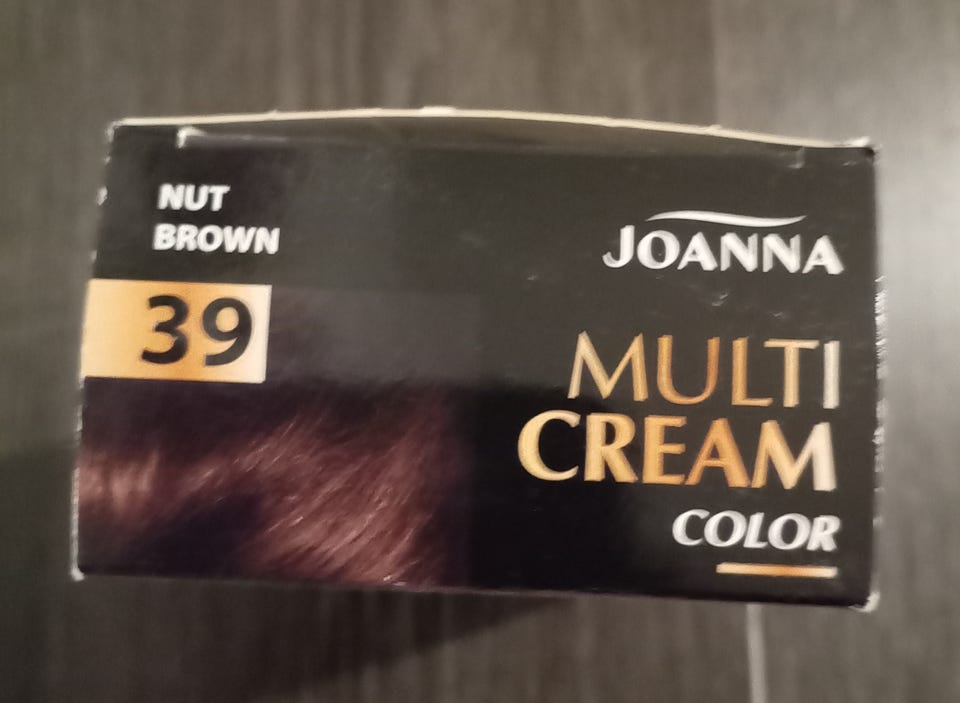 NUT
BROWN
39
JOANNA
MULTI
CREAM
COLOR